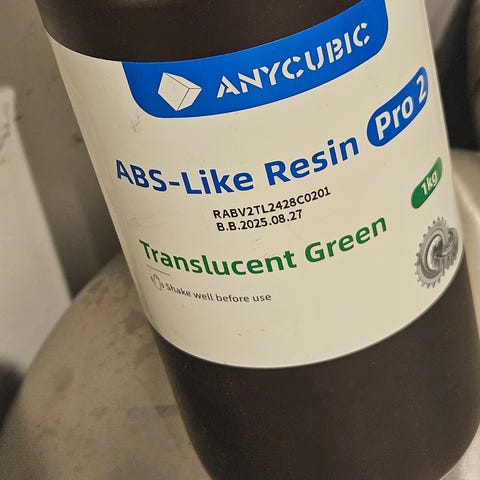 ANYCUBIC
ABS-Like Resin Pro 2
RABV2TL2428C0201
B.B.2025.08.27
1kg
Translucent Green
Shake well before use